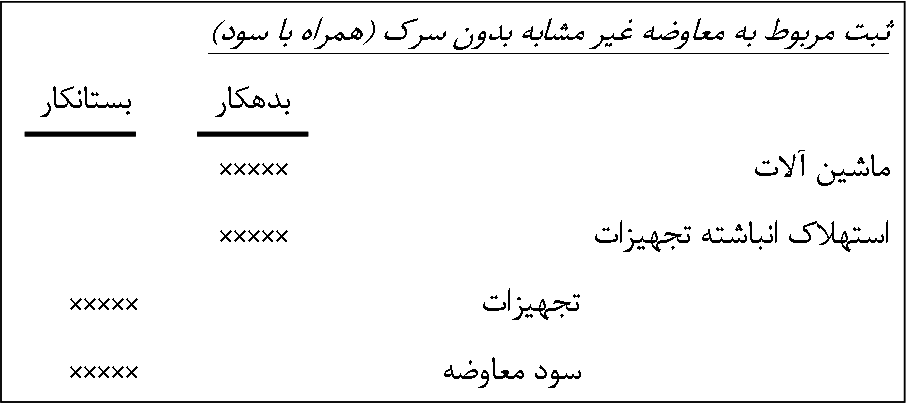 ثبت مربوط به معاوضه غیر مشابه بدون سرک (همراه با سود)
بدهکار بستانکار
ماشین آلات ×××××
استهلاک انباشته تجهیزات ×××××
تجهیزات ×××××
سود معاوضه ×××××